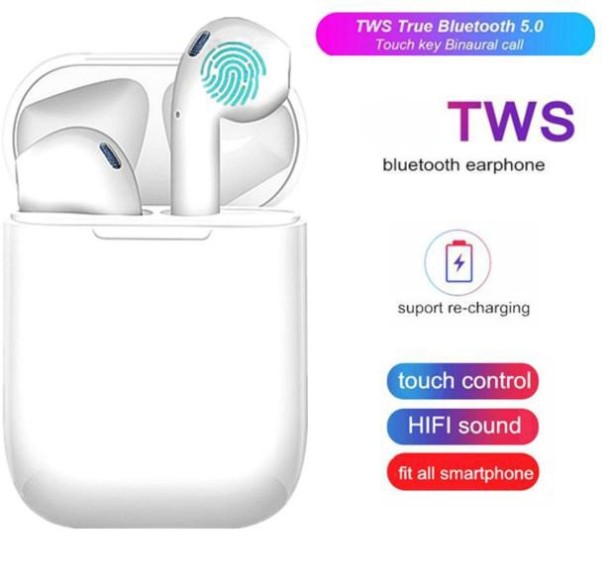 TWS True Bluetooth 5.0
Touch key Binaural call
TWS
bluetooth earphone
suport re-charging
touch control
HIFI sound
fit all smartphone